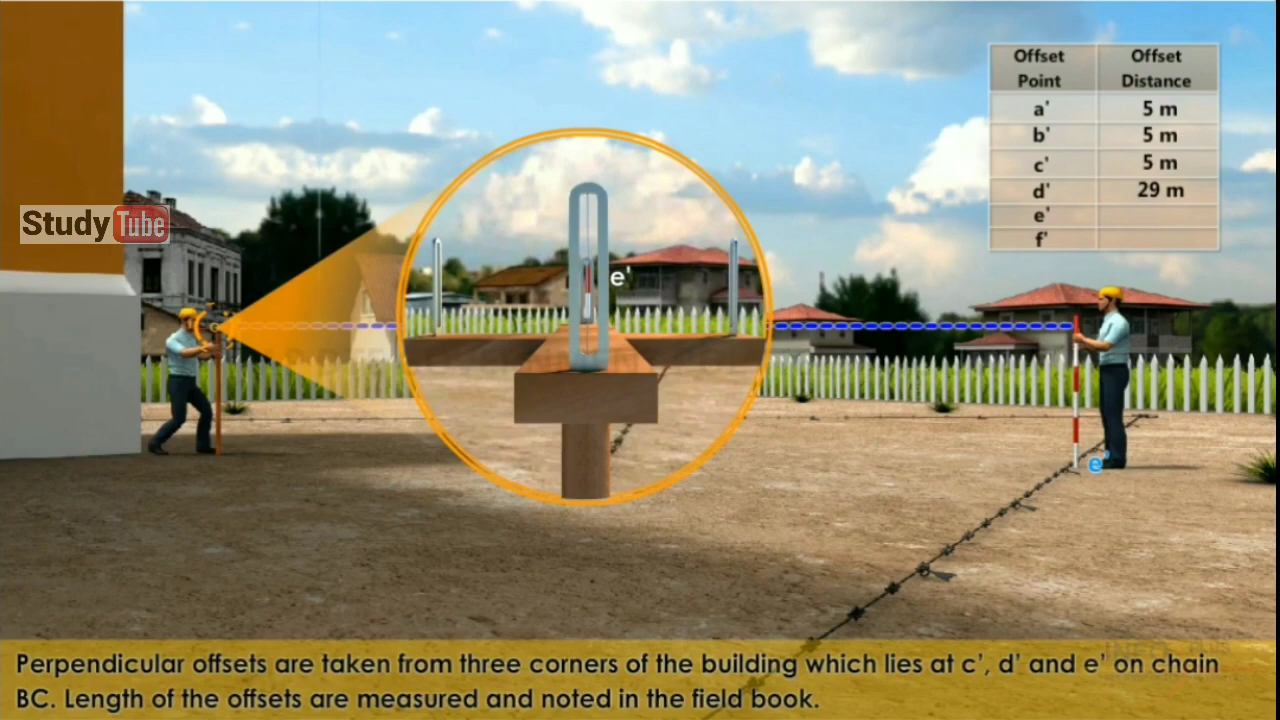 Offset Offset
Point Distance
a' 5 m
b' 5 m
c' 5 m
d' 29 m
e'
f'
StudyTube
e'
e'
Perpendicular offsets are taken from three corners of the building which lies at c', d' and e' on chain
BC. Length of the offsets are measured and noted in the field book.